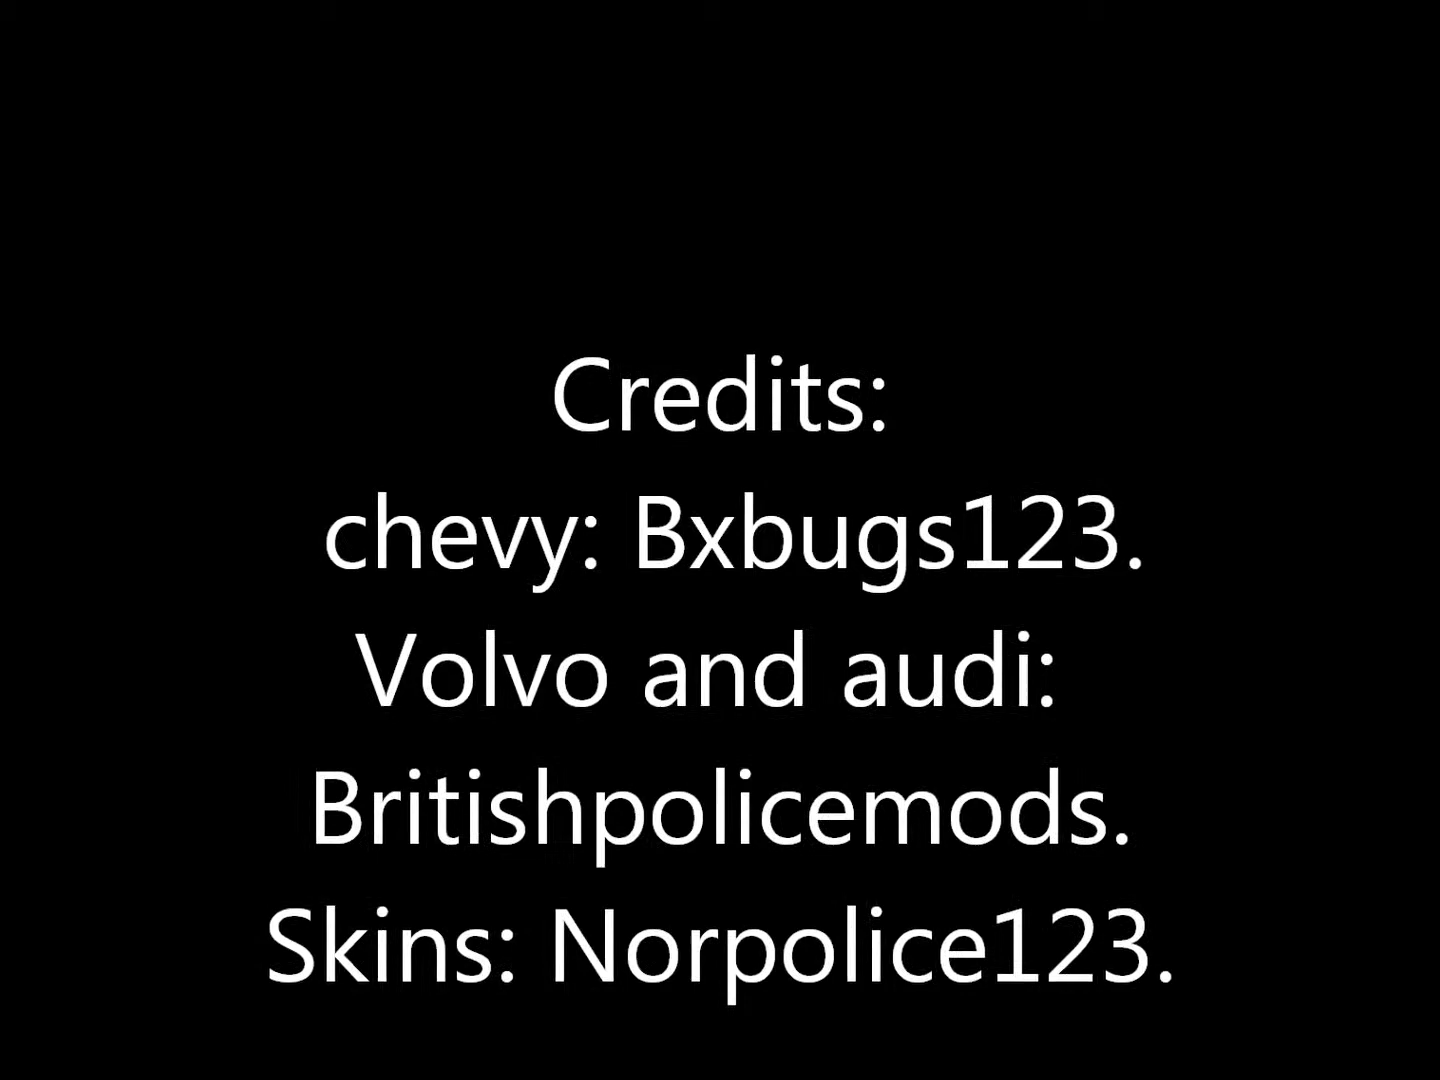 Credits:
chevy: Bxbugs123.
Volvo and audi:
Britishpolicemods.
Skins: Norpolice123.